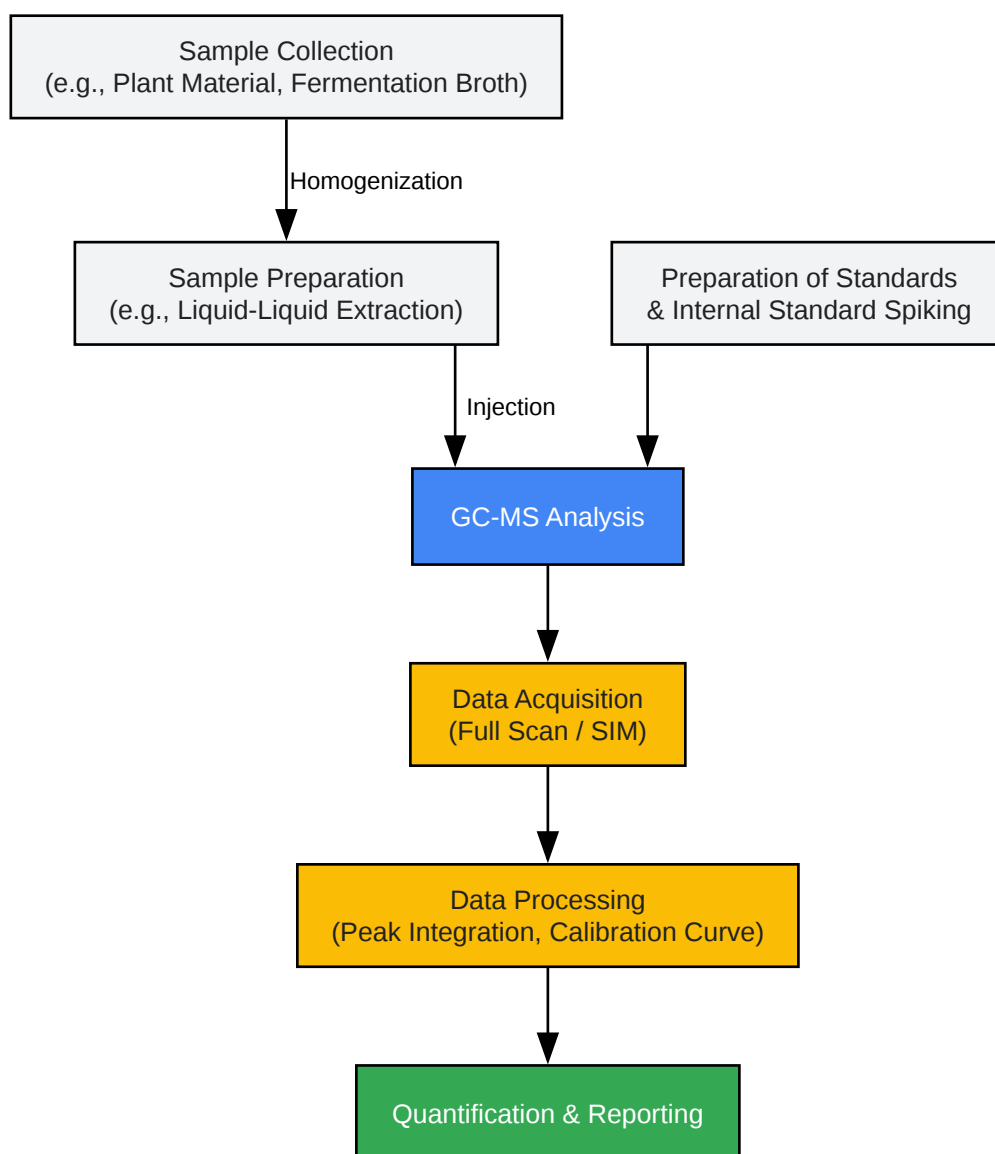 Sample Collection
(e.g., Plant Material, Fermentation Broth)
Homogenization
Sample Preparation
(e.g., Liquid-Liquid Extraction)
Preparation of Standards
& Internal Standard Spiking
Injection
GC-MS Analysis
Data Acquisition
(Full Scan / SIM)
Data Processing
(Peak Integration, Calibration Curve)
Quantification & Reporting